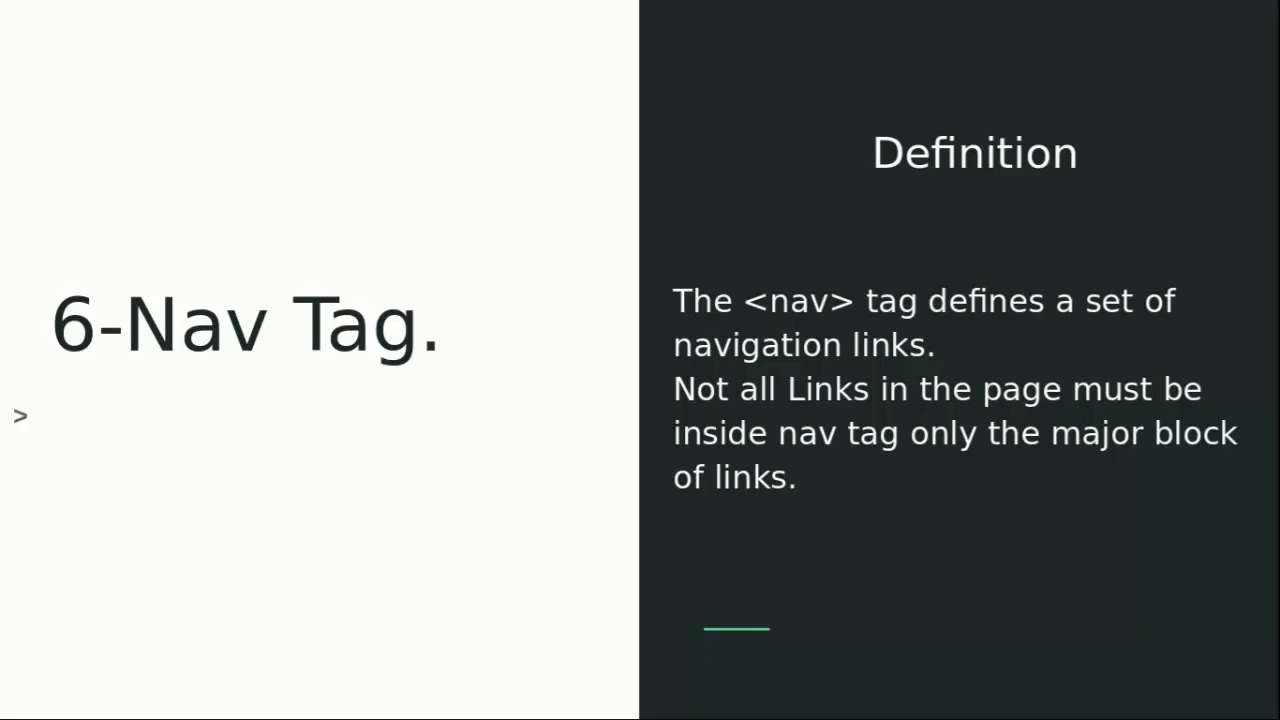 6-Nav Tag.
>
Definition
The <nav> tag defines a set of
navigation links.
Not all Links in the page must be
inside nav tag only the major block
of links.